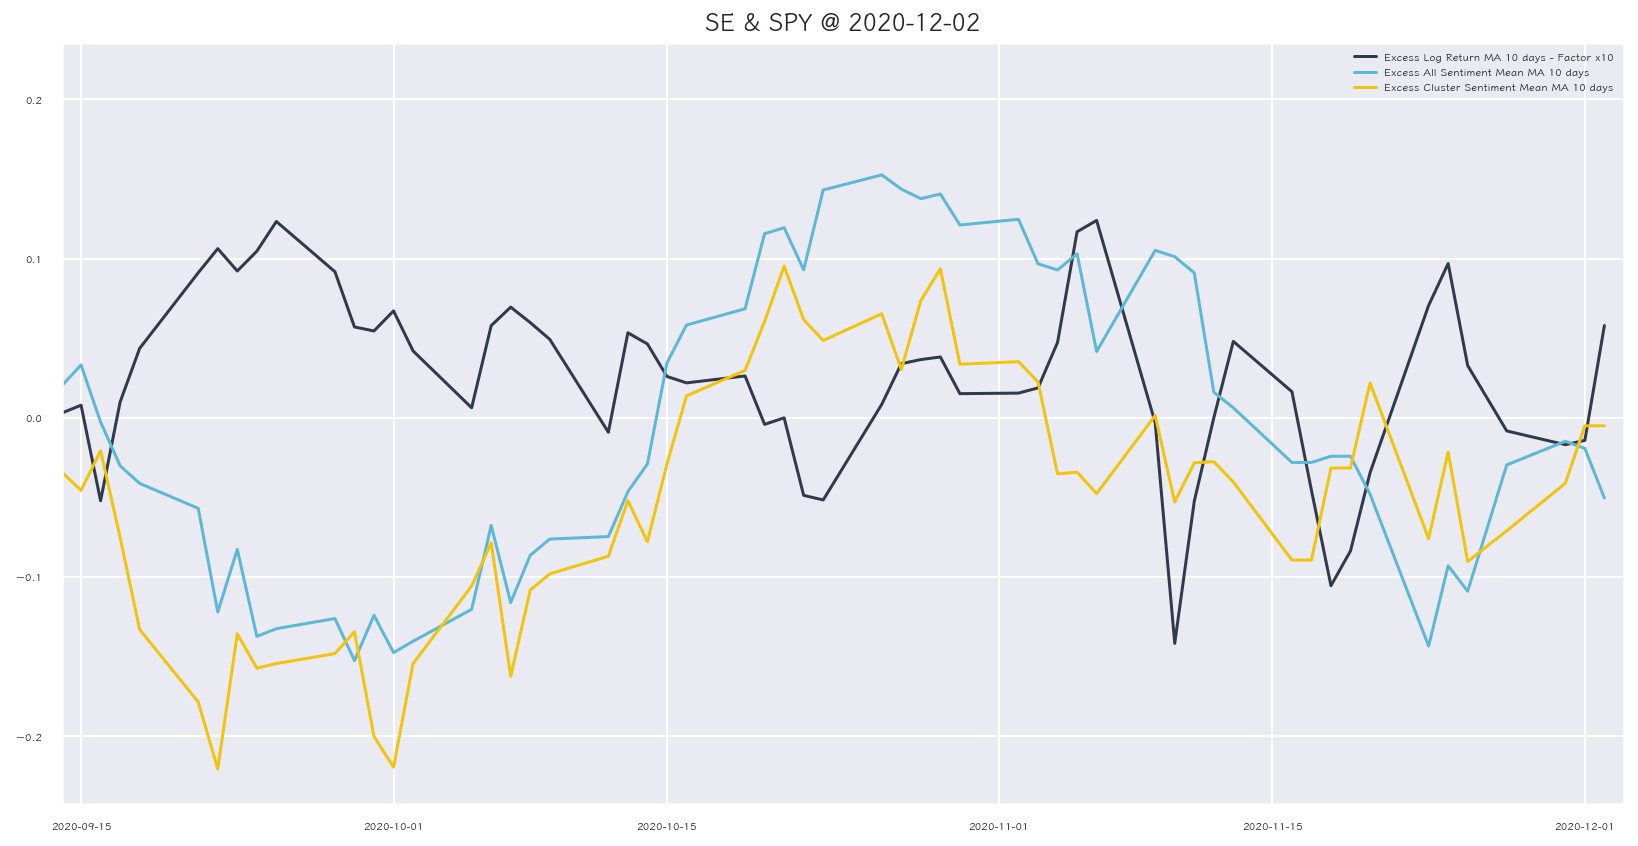 SE & SPY @ 2020-12-02
Excess Log Return MA 10 days - Factor x10
Excess All Sentiment Mean MA 10 days
Excess Cluster Sentiment Mean MA 10 days
0.2
0.1
0.0
−0.1
−0.2
2020-09-15 2020-10-01 2020-10-15 2020-11-01 2020-11-15 2020-12-01